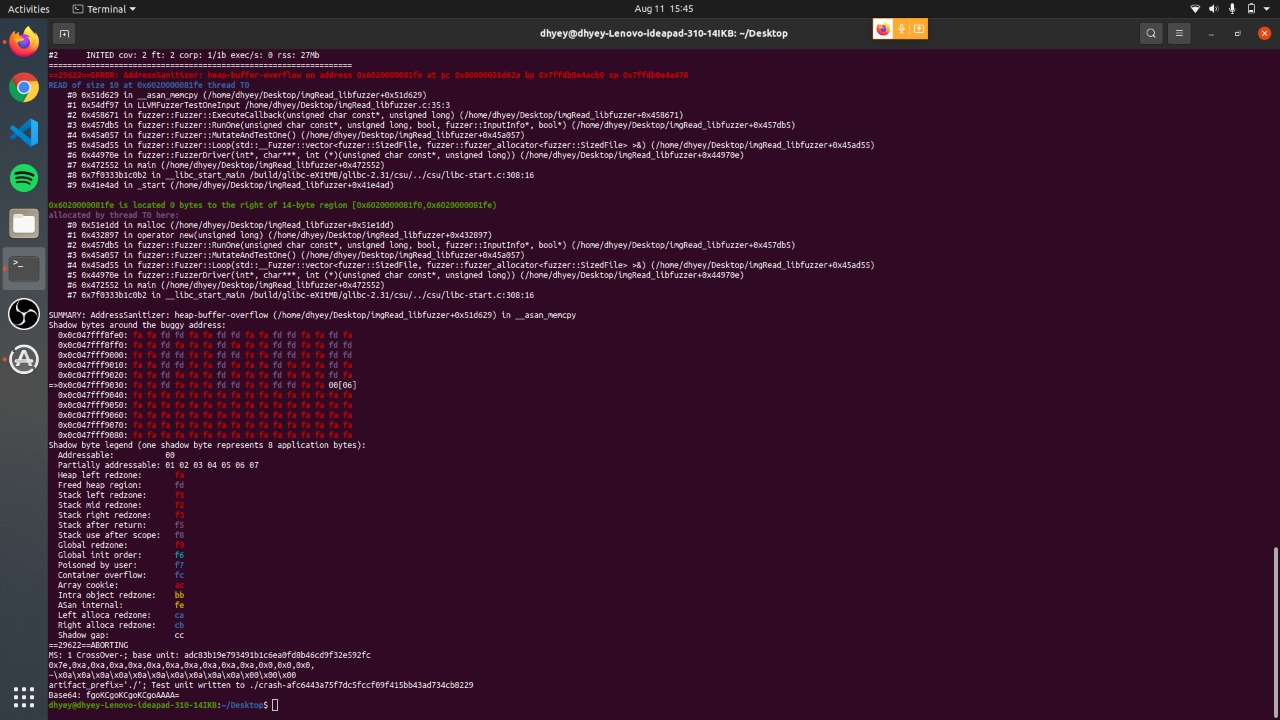 Activities
Terminal
Aug 11 15:45
dhyey@dhyey-Lenovo-ideapad-310-14IKB: ~/Desktop
#2 INITED cov: 2 ft: 2 corp: 1/1b exec/s: 0 rss: 27Mb
=================================================================
==29622==ERROR: AddressSanitizer: heap-buffer-overflow on address 0x6020000081fe at pc 0x00000051d62a bp 0x7ffdb0e4acb0 sp 0x7ffdb0e4a478
READ of size 10 at 0x6020000081fe thread T0
#0 0x51d629 in __asan_memcpy (/home/dhyey/Desktop/imgRead_libfuzzer+0x51d629)
#1 0x54df97 in LLVMFuzzerTestOneInput /home/dhyey/Desktop/imgRead_libfuzzer.c:35:3
#2 0x458671 in fuzzer::Fuzzer::ExecuteCallback(unsigned char const*, unsigned long) (/home/dhyey/Desktop/imgRead_libfuzzer+0x458671)
#3 0x457db5 in fuzzer::Fuzzer::RunOne(unsigned char const*, unsigned long, bool, fuzzer::InputInfo*, bool*) (/home/dhyey/Desktop/imgRead_libfuzzer+0x457db5)
#4 0x45a057 in fuzzer::Fuzzer::MutateAndTestOne() (/home/dhyey/Desktop/imgRead_libfuzzer+0x45a057)
#5 0x45ad55 in fuzzer::Fuzzer::Loop(std::__Fuzzer::vector<fuzzer::SizedFile, fuzzer::fuzzer_allocator<fuzzer::SizedFile> >&) (/home/dhyey/Desktop/imgRead_libfuzzer+0x45ad55)
#6 0x44970e in fuzzer::FuzzerDriver(int*, char***, int (*)(unsigned char const*, unsigned long)) (/home/dhyey/Desktop/imgRead_libfuzzer+0x44970e)
#7 0x472552 in main (/home/dhyey/Desktop/imgRead_libfuzzer+0x472552)
#8 0x7f0333b1c0b2 in __libc_start_main /build/glibc-eX1tMB/glibc-2.31/csu/../csu/libc-start.c:308:16
#9 0x41e4ad in _start (/home/dhyey/Desktop/imgRead_libfuzzer+0x41e4ad)
0x6020000081fe is located 0 bytes to the right of 14-byte region [0x6020000081f0,0x6020000081fe)
allocated by thread T0 here:
#0 0x51e1dd in malloc (/home/dhyey/Desktop/imgRead_libfuzzer+0x51e1dd)
#1 0x432897 in operator new(unsigned long) (/home/dhyey/Desktop/imgRead_libfuzzer+0x432897)
#2 0x457db5 in fuzzer::Fuzzer::RunOne(unsigned char const*, unsigned long, bool, fuzzer::InputInfo*, bool*) (/home/dhyey/Desktop/imgRead_libfuzzer+0x457db5)
#3 0x45a057 in fuzzer::Fuzzer::MutateAndTestOne() (/home/dhyey/Desktop/imgRead_libfuzzer+0x45a057)
#4 0x45ad55 in fuzzer::Fuzzer::Loop(std::__Fuzzer::vector<fuzzer::SizedFile, fuzzer::fuzzer_allocator<fuzzer::SizedFile> >&) (/home/dhyey/Desktop/imgRead_libfuzzer+0x45ad55)
#5 0x44970e in fuzzer::FuzzerDriver(int*, char***, int (*)(unsigned char const*, unsigned long)) (/home/dhyey/Desktop/imgRead_libfuzzer+0x44970e)
#6 0x472552 in main (/home/dhyey/Desktop/imgRead_libfuzzer+0x472552)
#7 0x7f0333b1c0b2 in __libc_start_main /build/glibc-eX1tMB/glibc-2.31/csu/../csu/libc-start.c:308:16
SUMMARY: AddressSanitizer: heap-buffer-overflow (/home/dhyey/Desktop/imgRead_libfuzzer+0x51d629) in __asan_memcpy
Shadow bytes around the buggy address:
0x0c047fff8fe0: fa fa fd fd fa fa fd fd fa fa fd fd fa fa fd fa
0x0c047fff8ff0: fa fa fd fd fa fa fd fd fa fa fd fd fa fa fd fd
0x0c047fff9000: fa fa fd fd fa fa fd fd fa fa fd fd fa fa fd fd
0x0c047fff9010: fa fa fd fd fa fa fd fd fa fa fd fd fa fa fd fa
0x0c047fff9020: fa fa fd fd fa fa fd fd fa fa fd fd fa fa fd fd
=>0x0c047fff9030: fa fa fd fa fa fa fd fd fa fa fd fd fa fa 00[06]
0x0c047fff9040: fa fa fa fa fa fa fa fa fa fa fa fa fa fa fa fa
0x0c047fff9050: fa fa fa fa fa fa fa fa fa fa fa fa fa fa fa fa
0x0c047fff9060: fa fa fa fa fa fa fa fa fa fa fa fa fa fa fa fa
0x0c047fff9070: fa fa fa fa fa fa fa fa fa fa fa fa fa fa fa fa
0x0c047fff9080: fa fa fa fa fa fa fa fa fa fa fa fa fa fa fa fa
Shadow byte legend (one shadow byte represents 8 application bytes):
Addressable: 00
Partially addressable: 01 02 03 04 05 06 07
Heap left redzone: fa
Freed heap region: fd
Stack left redzone: f1
Stack mid redzone: f2
Stack right redzone: f3
Stack after return: f5
Stack use after scope: f8
Global redzone: f9
Global init order: f6
Poisoned by user: f7
Container overflow: fc
Array cookie: ac
Intra object redzone: bb
ASan internal: fe
Left alloca redzone: ca
Right alloca redzone: cb
Shadow gap: cc
==29622==ABORTING
MS: 1 CrossOver-; base unit: adc83b19e793491b1c6ea0fd8b46cd9f32e592fc
0x7e,0xa,0xa,0xa,0xa,0xa,0xa,0xa,0xa,0xa,0xa,0x0,0x0,0x0,
~\x0a\x0a\x0a\x0a\x0a\x0a\x0a\x0a\x0a\x0a\x00\x00\x00
artifact_prefix='./'; Test unit written to ./crash-afc6443a75f7dc5fccf09f415bb43ad734cb8229
Base64: fgoKCgoKCgoKCgoAAAA=
dhyey@dhyey-Lenovo-ideapad-310-14IKB:~/Desktop$